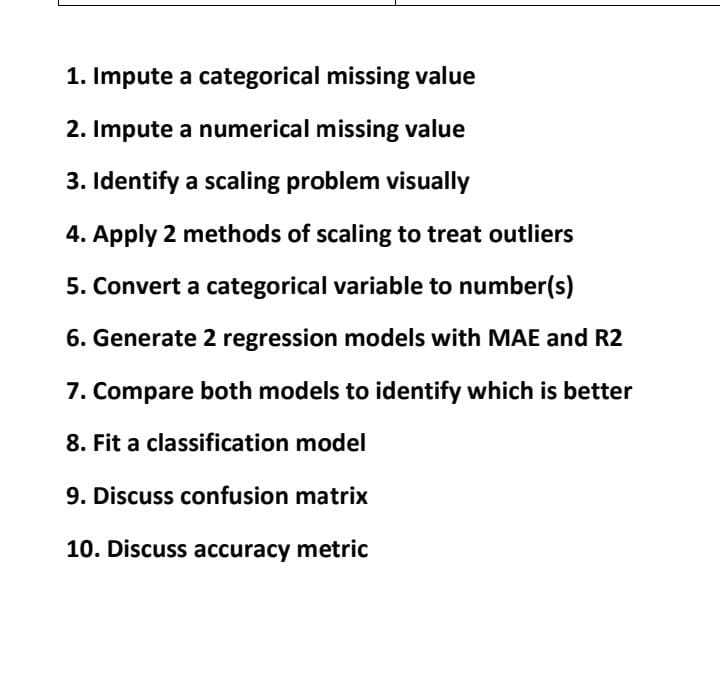 1. Impute a categorical missing value
2. Impute a numerical missing value
3. Identify a scaling problem visually
4. Apply 2 methods of scaling to treat outliers
5. Convert a categorical variable to number(s)
6. Generate 2 regression models with MAE and R2
7. Compare both models to identify which is better
8. Fit a classification model
9. Discuss confusion matrix
10. Discuss accuracy metric